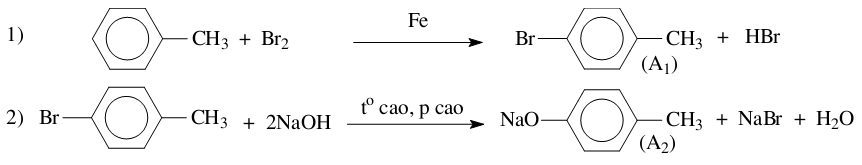 1) CH₃ + Br₂ Fe Br CH₃ + HBr
(A₁)
2) Br CH₃ + 2NaOH tº cao, p cao NaO CH₃ + NaBr + H₂O
(A₂)